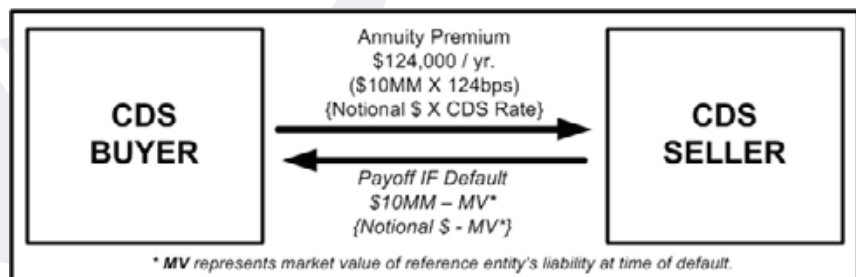 CDS
BUYER
Annuity Premium
$124,000 / yr.
($10MM X 124bps)
{Notional $ X CDS Rate}
Payoff IF Default
$10MM – MV*
{Notional $ - MV*}
CDS
SELLER
* MV represents market value of reference entity's liability at time of default.